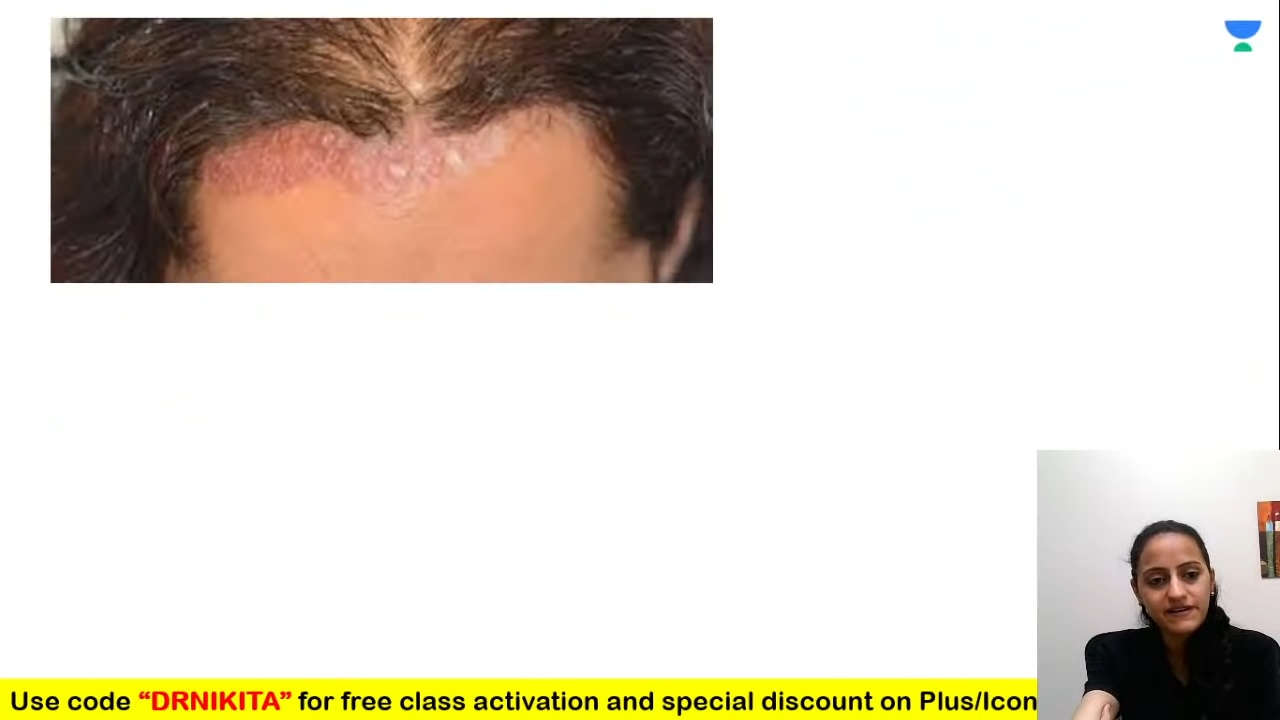 Use code “DRNIKITA” for free class activation and special discount on Plus/Icon